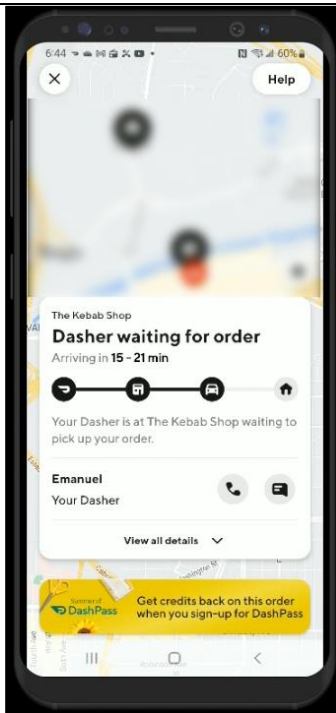 6:44
60%
Help
The Kebab Shop
Dasher waiting for order
Arriving in 15 - 21 min
Your Dasher is at The Kebab Shop waiting to
pick up your order.
Emanuel
Your Dasher
View all details
Summer of
DashPass
Get credits back on this order
when you sign-up for DashPass